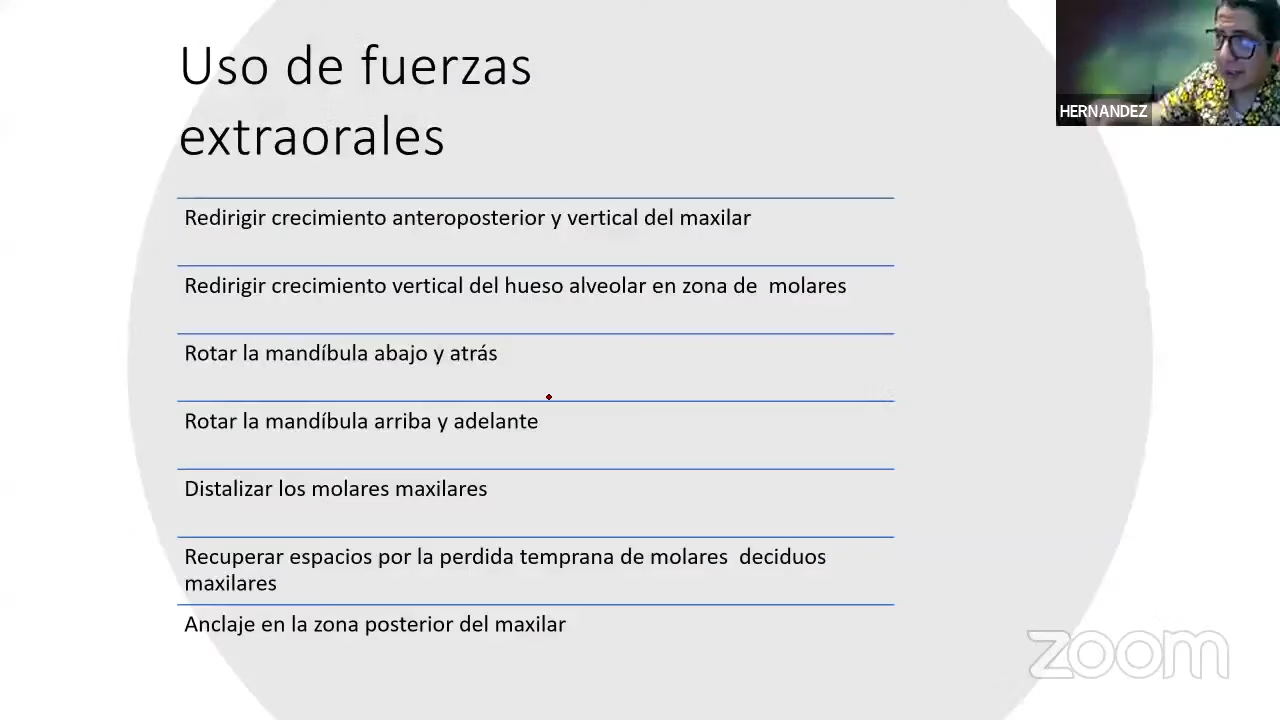 Uso de fuerzas
extraorales
HERNANDEZ
Redirigir crecimiento anteroposterior y vertical del maxilar
Redirigir crecimiento vertical del hueso alveolar en zona de  molares
Rotar la mandíbula abajo y atrás
Rotar la mandíbula arriba y adelante
Distalizar los molares maxilares
Recuperar espacios por la perdida temprana de molares  deciduos
maxilares
Anclaje en la zona posterior del maxilar
zoom